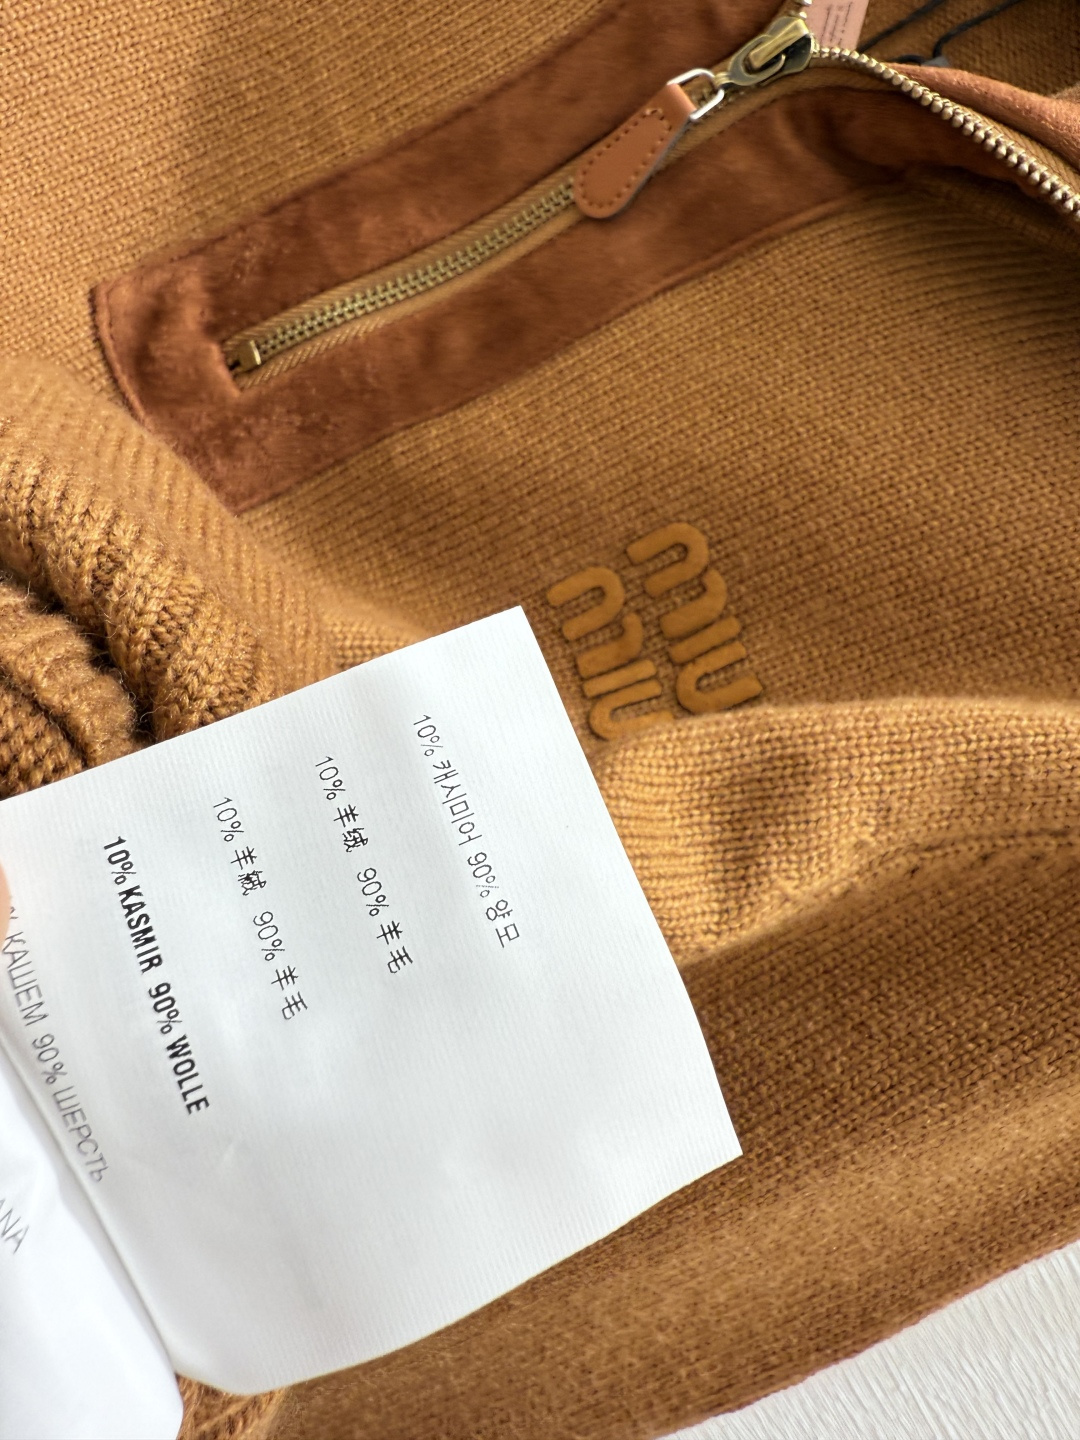 miu
miu
10% 캐시미어 90% 양모
10% 羊绒 90% 羊毛
10% 羊絨 90% 羊毛
10% KASMIR 90% WOLLE
% КАШЕМ 90% ШЕРСТЬ